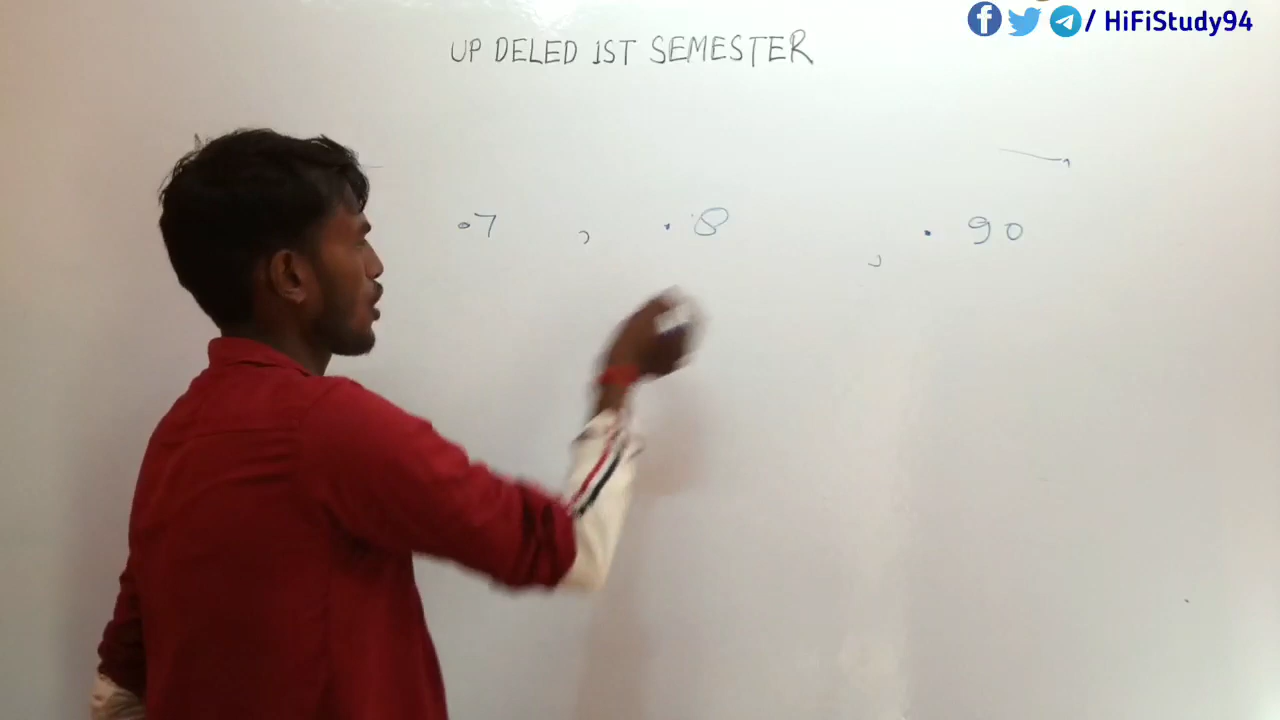 / HiFiStudy94
UP DELED 1ST SEMESTER
.7 , .8 , .90